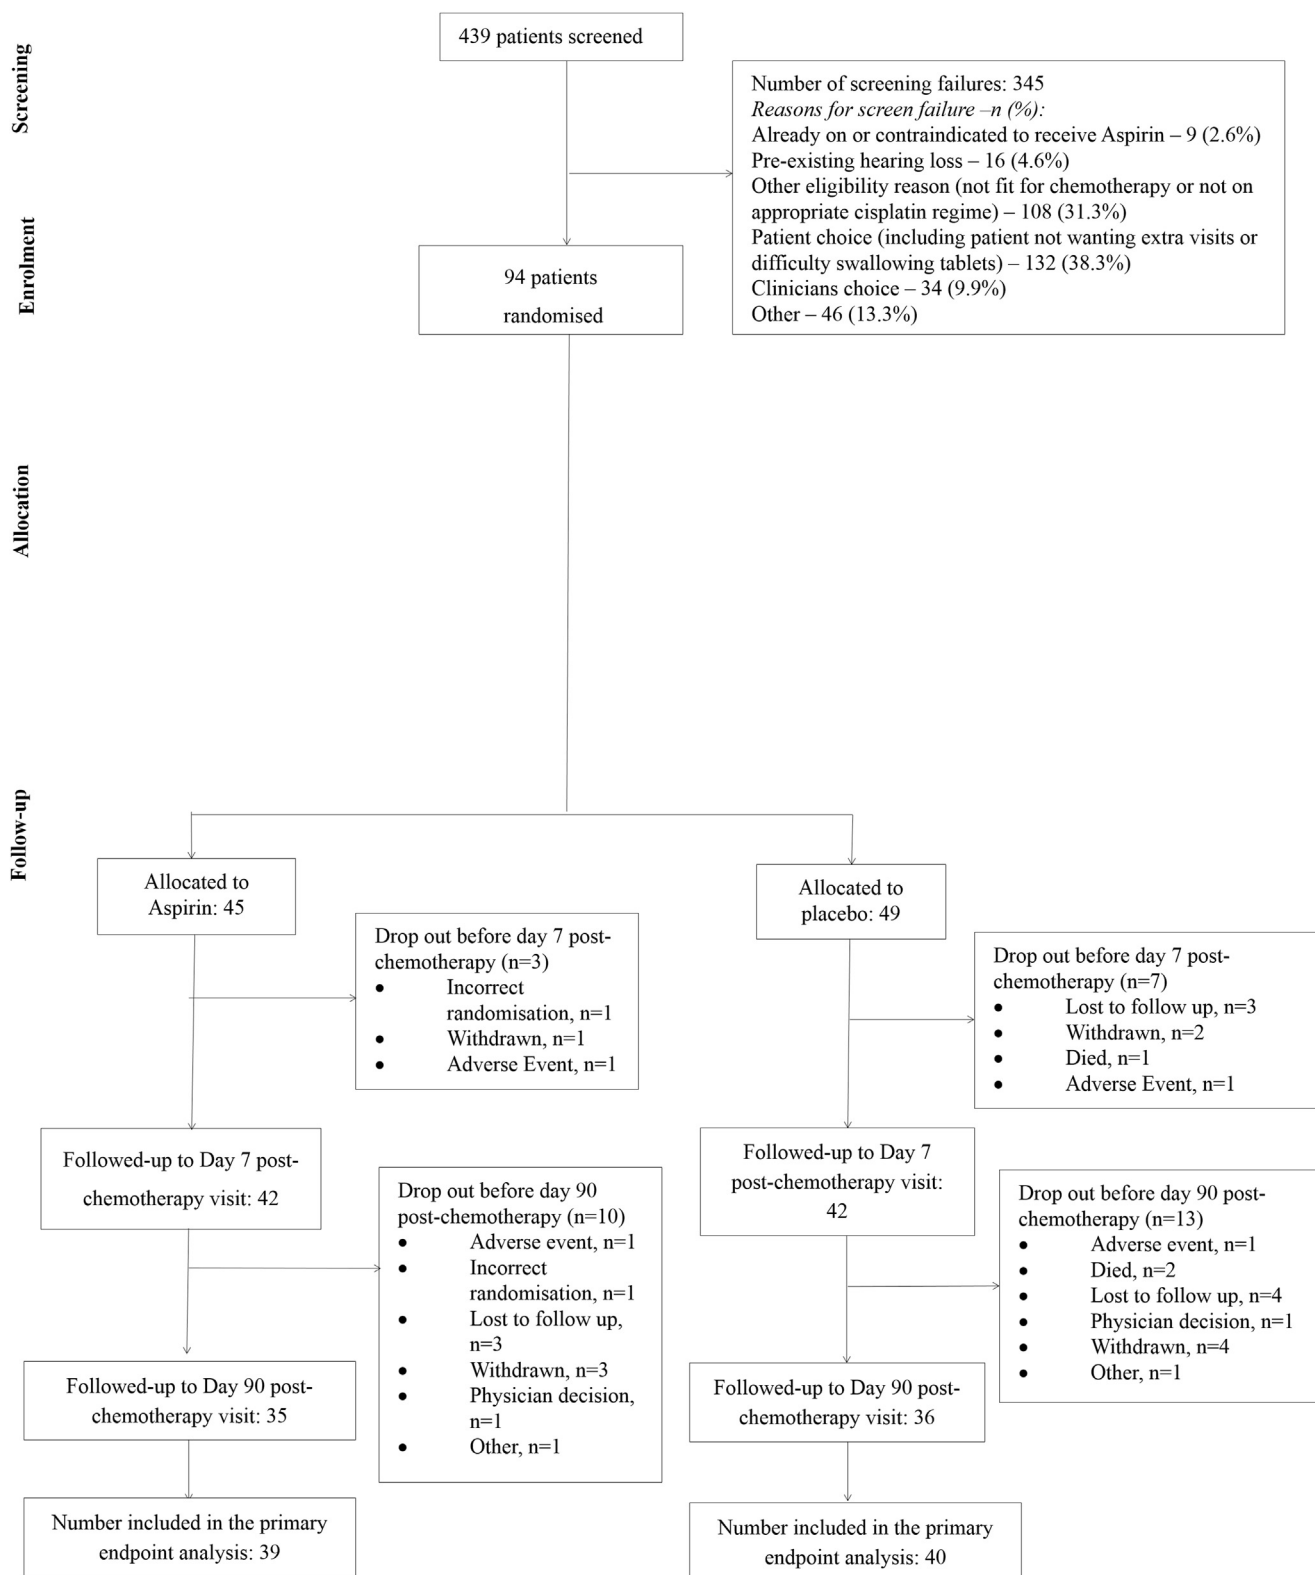 Screening
439 patients screened
Number of screening failures: 345
Reasons for screen failure –n (%):
Already on or contraindicated to receive Aspirin – 9 (2.6%)
Pre-existing hearing loss – 16 (4.6%)
Other eligibility reason (not fit for chemotherapy or not on
appropriate cisplatin regime) – 108 (31.3%)
Patient choice (including patient not wanting extra visits or
difficulty swallowing tablets) – 132 (38.3%)
Clinicians choice – 34 (9.9%)
Other – 46 (13.3%)
Enrolment
94 patients
randomised
Allocation
Follow-up
Allocated to
Aspirin: 45
Allocated to
placebo: 49
Drop out before day 7 post-
chemotherapy (n=3)
● Incorrect
randomisation, n=1
● Withdrawn, n=1
● Adverse Event, n=1
Drop out before day 7 post-
chemotherapy (n=7)
● Lost to follow up, n=3
● Withdrawn, n=2
● Died, n=1
● Adverse Event, n=1
Followed-up to Day 7 post-
chemotherapy visit: 42
Followed-up to Day 7
post-chemotherapy visit:
42
Drop out before day 90
post-chemotherapy (n=10)
● Adverse event, n=1
● Incorrect
randomisation, n=1
● Lost to follow up,
n=3
● Withdrawn, n=3
● Physician decision,
n=1
● Other, n=1
Drop out before day 90 post-
chemotherapy (n=13)
● Adverse event, n=1
● Died, n=2
● Lost to follow up, n=4
● Physician decision, n=1
● Withdrawn, n=4
● Other, n=1
Followed-up to Day 90 post-
chemotherapy visit: 35
Followed-up to Day 90 post-
chemotherapy visit: 36
Number included in the primary
endpoint analysis: 39
Number included in the primary
endpoint analysis: 40